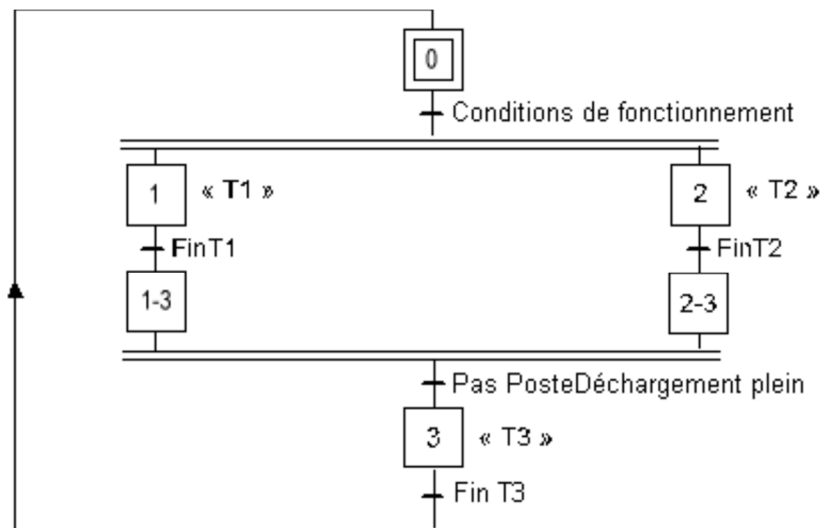 0
Conditions de fonctionnement
1 « T1 » 2 « T2 »
FinT1 FinT2
1-3 2-3
Pas PosteDéchargement plein
3 « T3 »
Fin T3